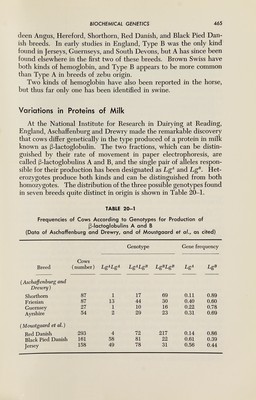 BIOCHEMICAL GENETICS 465
deen Angus, Hereford, Shorthorn, Red Danish, and Black Pied Dan-
ish breeds. In early studies in England, Type B was the only kind
found in Jerseys, Guernseys, and South Devons, but A has since been
found elsewhere in the first two of these breeds. Brown Swiss have
both kinds of hemoglobin, and Type B appears to be more common
than Type A in breeds of zebu origin.
Two kinds of hemoglobin have also been reported in the horse,
but thus far only one has been identified in swine.
Variations in Proteins of Milk
At the National Institute for Research in Dairying at Reading,
England, Aschaffenburg and Drewry made the remarkable discovery
that cows differ genetically in the type produced of a protein in milk
known as β-lactoglobulin. The two fractions, which can be distin-
guished by their rate of movement in paper electrophoresis, are
called β-lactoglobulins A and B, and the single pair of alleles respon-
sible for their production has been designated as Lgᴬ and Lgᴮ. Het-
erozygotes produce both kinds and can be distinguished from both
homozygotes. The distribution of the three possible genotypes found
in seven breeds quite distinct in origin is shown in Table 20–1.
TABLE 20–1
Frequencies of Cows According to Genotypes for Production of
β-lactoglobulins A and B
(Data of Aschaffenburg and Drewry, and of Moustgaard et al., as cited)
Genotype Gene frequency
Cows
Breed (number) LgᴬLgᴬ LgᴬLgᴮ LgᴮLgᴮ Lgᴬ Lgᴮ
(Aschaffenburg and
Drewry)
Shorthorn 87 1 17 69 0.11 0.89
Friesian 87 13 44 30 0.40 0.60
Guernsey 27 1 10 16 0.22 0.78
Ayrshire 54 2 29 23 0.31 0.69
(Moustgaard et al.)
Red Danish 293 4 72 217 0.14 0.86
Black Pied Danish 161 58 81 22 0.61 0.39
Jersey 158 49 78 31 0.56 0.44